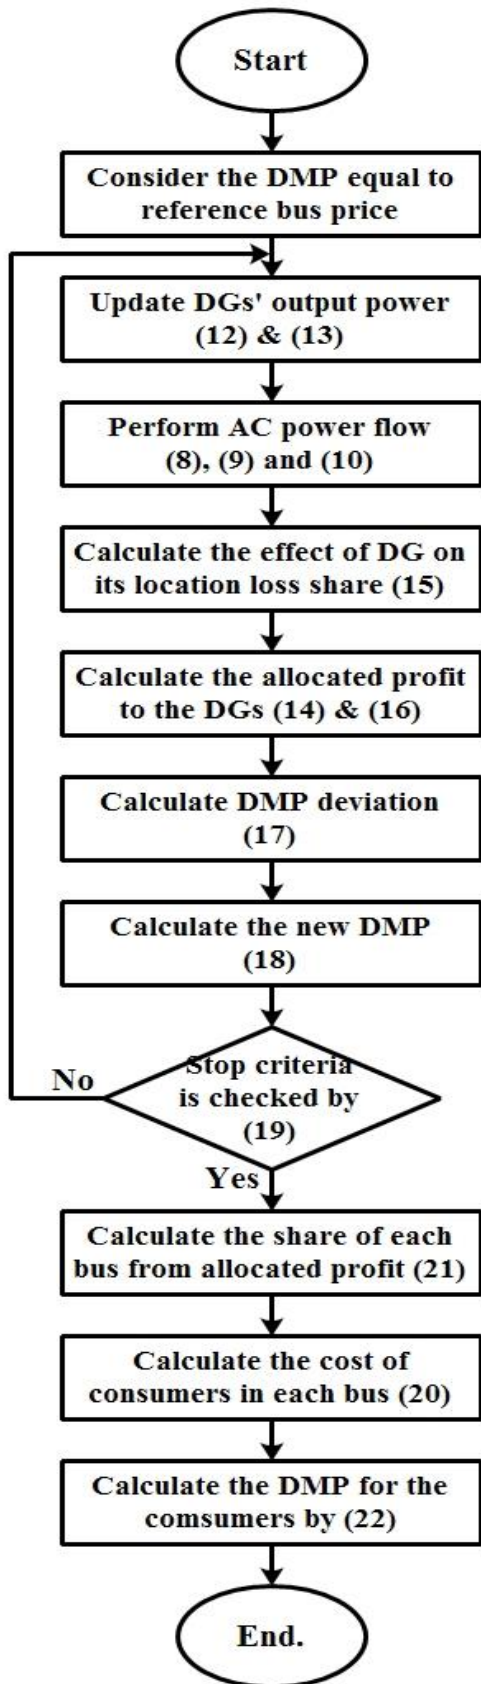 Start
Consider the DMP equal to
reference bus price
Update DGs' output power
(12) & (13)
Perform AC power flow
(8), (9) and (10)
Calculate the effect of DG on
its location loss share (15)
Calculate the allocated profit
to the DGs (14) & (16)
Calculate DMP deviation
(17)
Calculate the new DMP
(18)
Stop criteria
is checked by
(19)
No
Yes
Calculate the share of each
bus from allocated profit (21)
Calculate the cost of
consumers in each bus (20)
Calculate the DMP for the
comsumers by (22)
End.